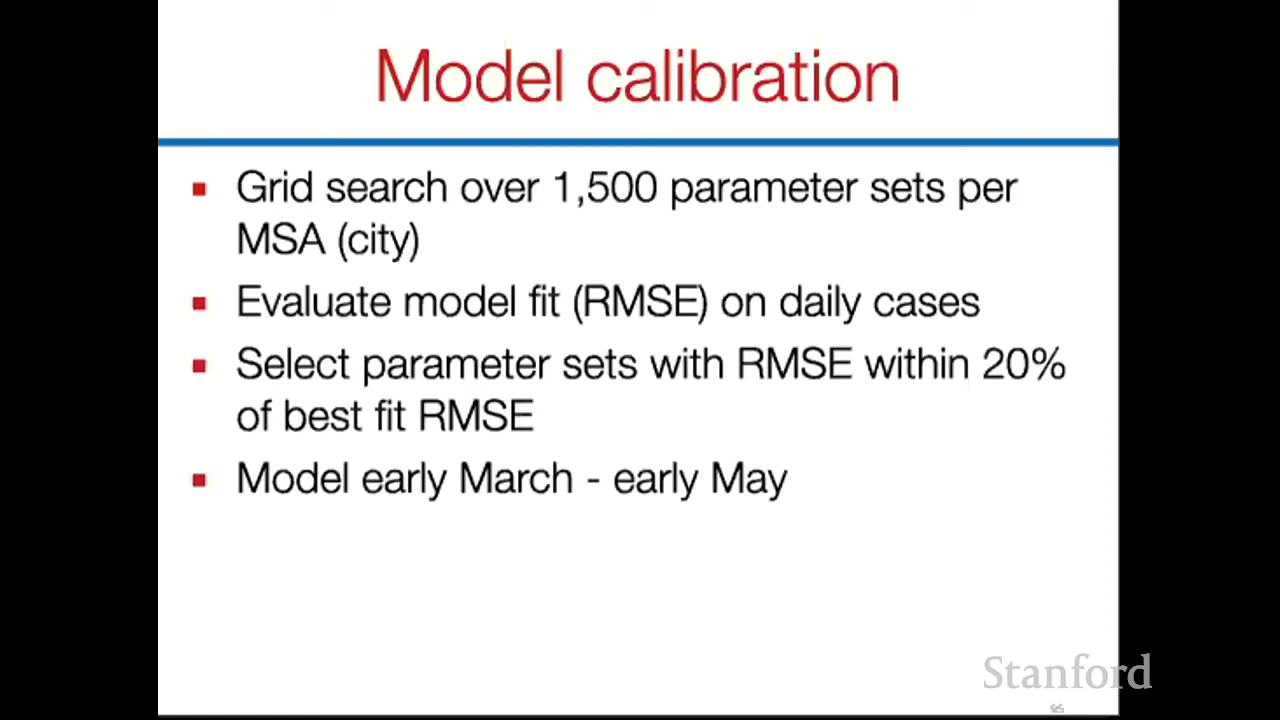 Model calibration
Grid search over 1,500 parameter sets per
MSA (city)
Evaluate model fit (RMSE) on daily cases
Select parameter sets with RMSE within 20%
of best fit RMSE
Model early March - early May
Stanford